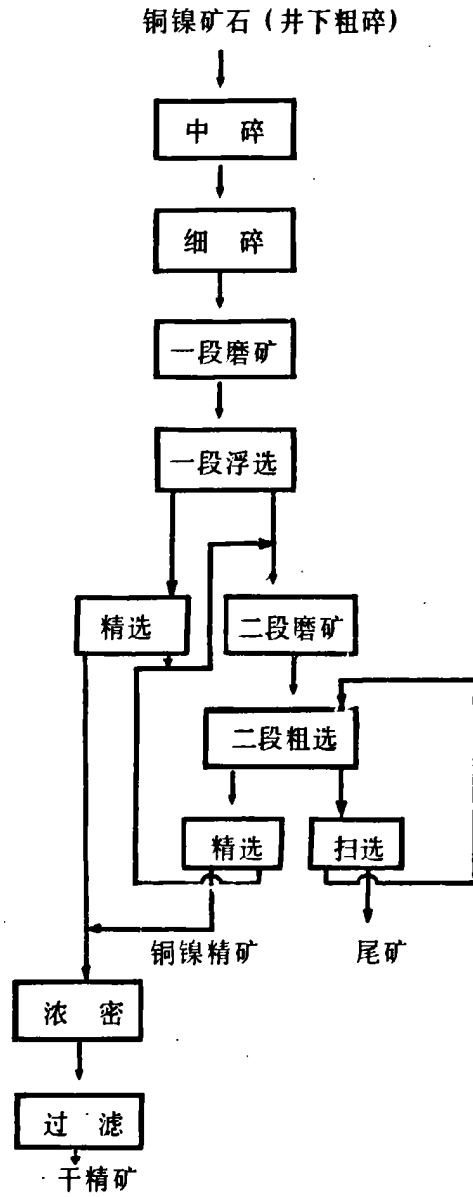 铜镍矿石(井下粗碎)
中 碎
细 碎
一段磨矿
一段浮选
精选
二段磨矿
二段粗选
精选
扫选
铜镍精矿
尾矿
浓 密
过 滤
干精矿